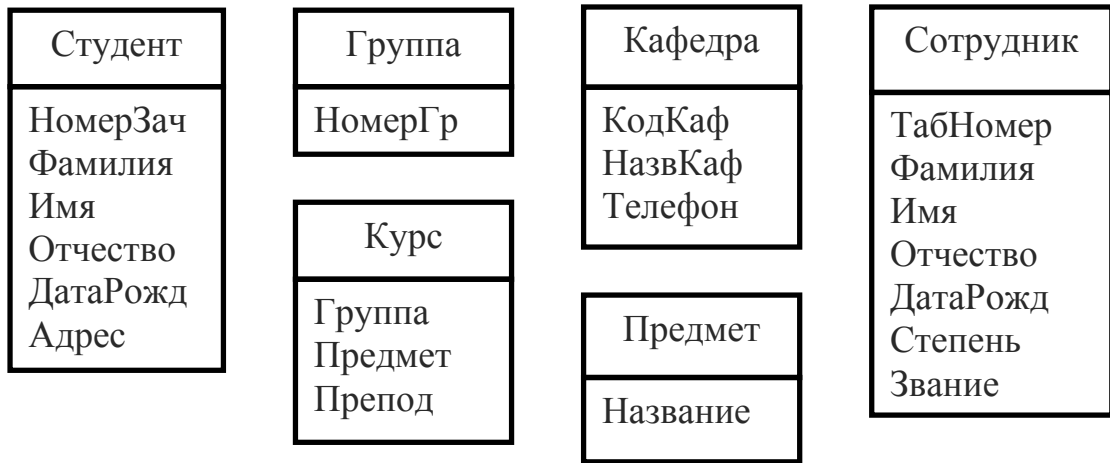 Студент
НомерЗач
Фамилия
Имя
Отчество
ДатаРожд
Адрес
Группа
НомерГр
Курс
Группа
Предмет
Препод
Кафедра
КодКаф
НазвКаф
Телефон
Предмет
Название
Сотрудник
ТабНомер
Фамилия
Имя
Отчество
ДатаРожд
Степень
Звание